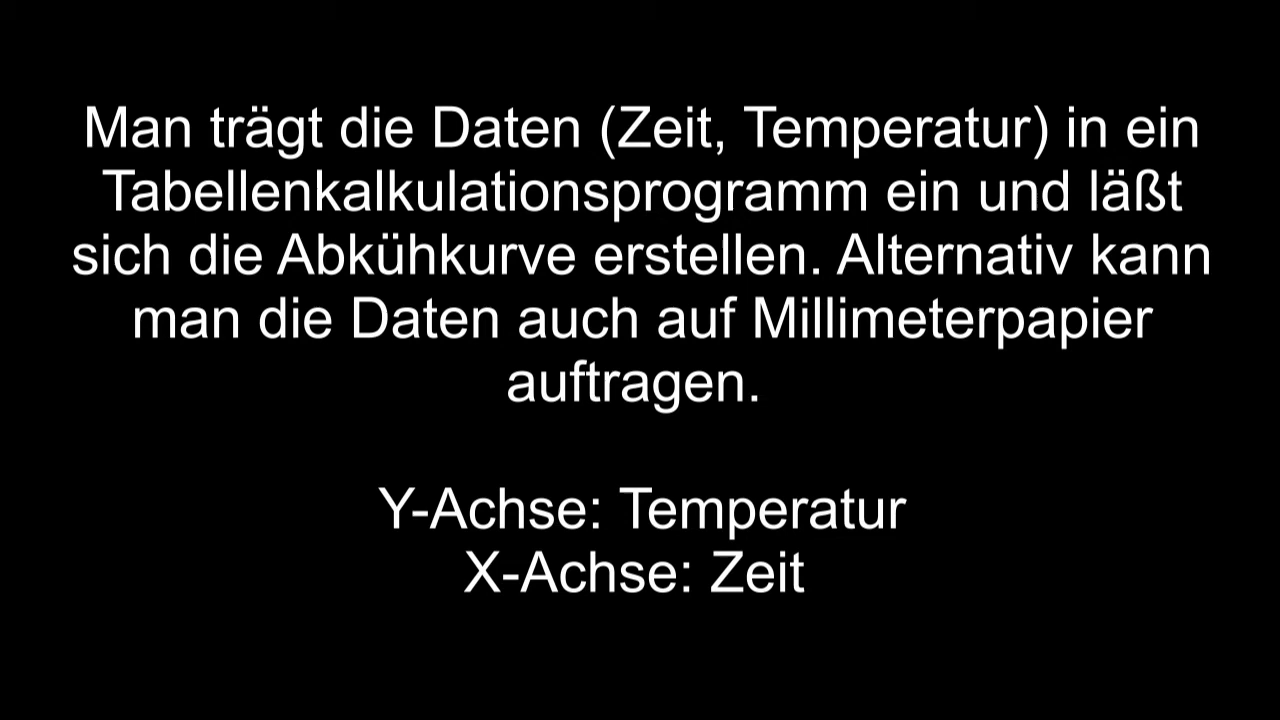 Man trägt die Daten (Zeit, Temperatur) in ein
Tabellenkalkulationsprogramm ein und läßt
sich die Abkühkurve erstellen. Alternativ kann
man die Daten auch auf Millimeterpapier
auftragen.
Y-Achse: Temperatur
X-Achse: Zeit